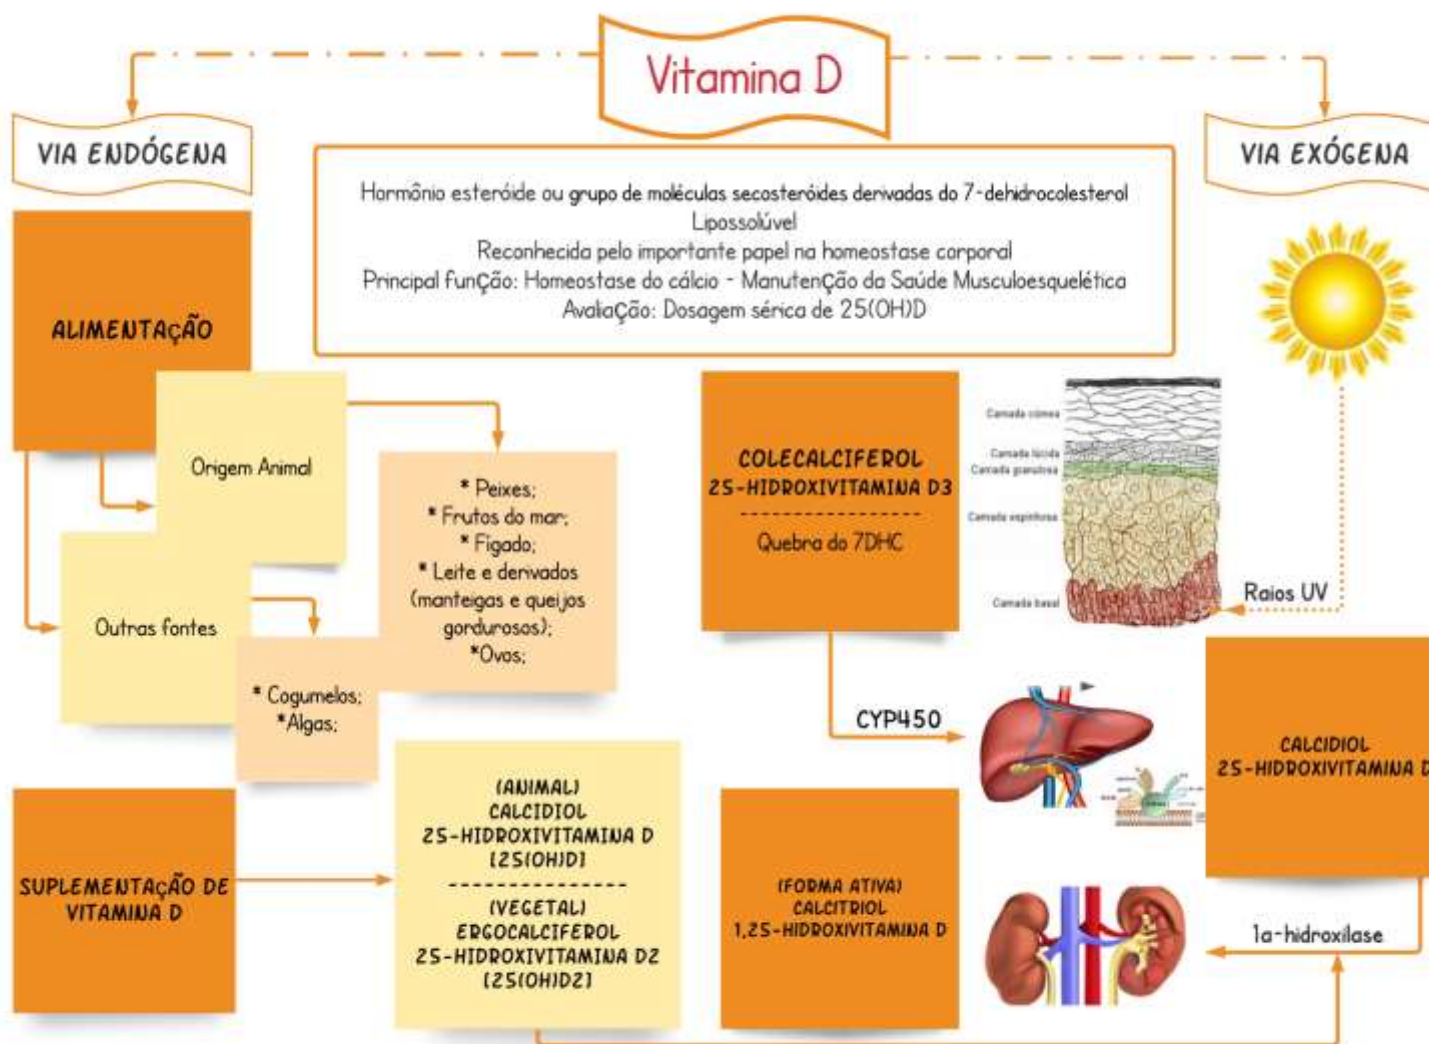 Vitamina D
VIA ENDÓGENA
VIA EXÓGENA
Hormônio esteróide ou grupo de moléculas secosteróides derivadas do 7-dehidrocolesterol
Lipossolúvel
Reconhecida pelo importante papel na homeostase corporal
Principal função: Homeostase do cálcio - Manutenção da Saúde Musculoesquelética
Avaliação: Dosagem sérica de 25(OH)D
ALIMENTAÇÃO
Origem Animal
* Peixes;
* Frutos do mar;
* Fígado;
* Leite e derivados
(manteigas e queijos
gordurosos);
*Ovos;
Outras fontes
* Cogumelos;
*Algas;
COLECALCIFEROL
25-HIDROXIVITAMINA D3
----------------
Quebra do 7DHC
Camada córnea
Camada lúcida
Camada granulosa
Camada espinhosa
Camada basal
Raios UV
CYP450
CALCIDIOL
25-HIDROXIVITAMINA D
SUPLEMENTAÇÃO DE
VITAMINA D
(ANIMAL)
CALCIDIOL
25-HIDROXIVITAMINA D
[25(OH)D]
---------------
(VEGETAL)
ERGOCALCIFEROL
25-HIDROXIVITAMINA D2
[25(OH)D2]
(FORMA ATIVA)
CALCITRIOL
1,25-HIDROXIVITAMINA D
1a-hidroxilase